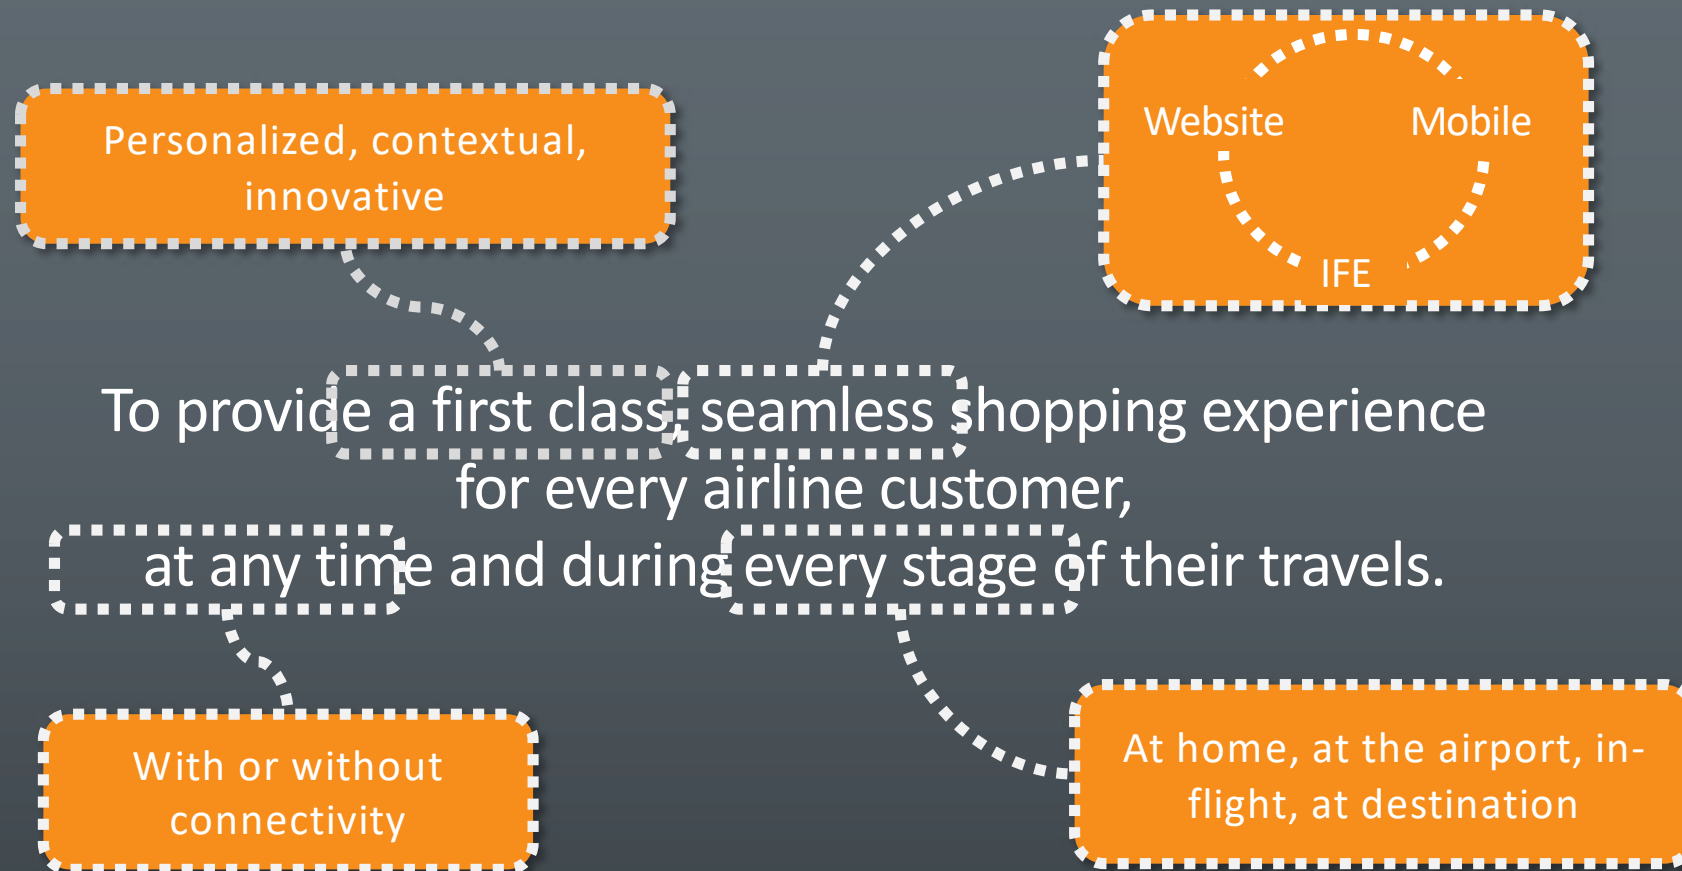 Personalized, contextual,
innovative
Website
Mobile
IFE
To provide a first class, seamless shopping experience
for every airline customer,
at any time and during every stage of their travels.
With or without
connectivity
At home, at the airport, in-
flight, at destination